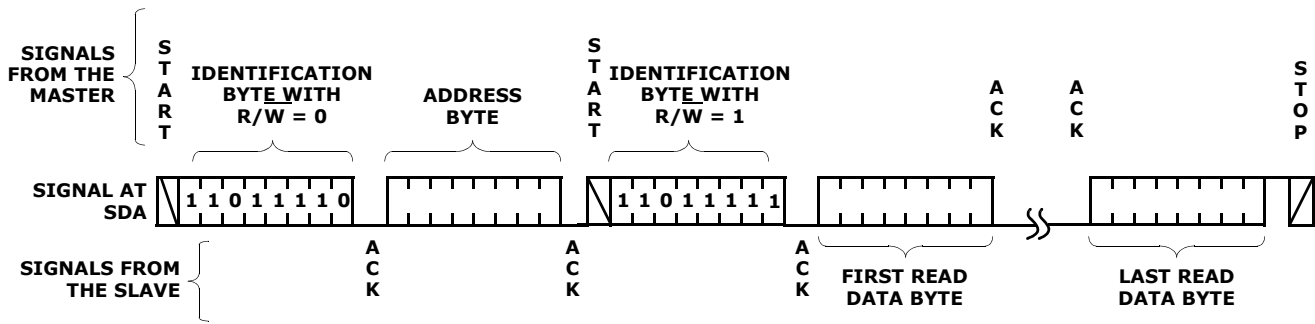 SIGNALS
FROM THE
MASTER
START
IDENTIFICATION
BYTE WITH
R/W = 0
ADDRESS
BYTE
START
IDENTIFICATION
BYTE WITH
R/W = 1
ACK
ACK
STOP
SIGNAL AT
SDA
1 1 0 1 1 1 1 0
1 1 0 1 1 1 1 1
SIGNALS FROM
THE SLAVE
ACK
ACK
ACK
FIRST READ
DATA BYTE
LAST READ
DATA BYTE